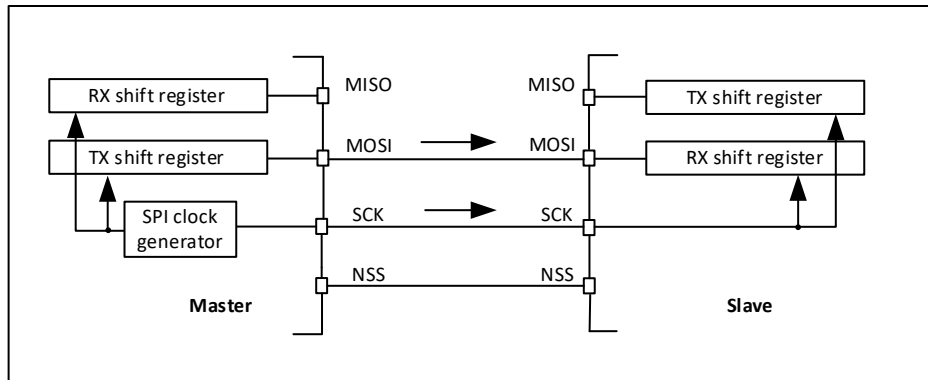 MISO
MISO
RX shift register
TX shift register
MOSI
MOSI
TX shift register
RX shift register
SPI clock
generator
SCK
SCK
NSS
NSS
Master
Slave